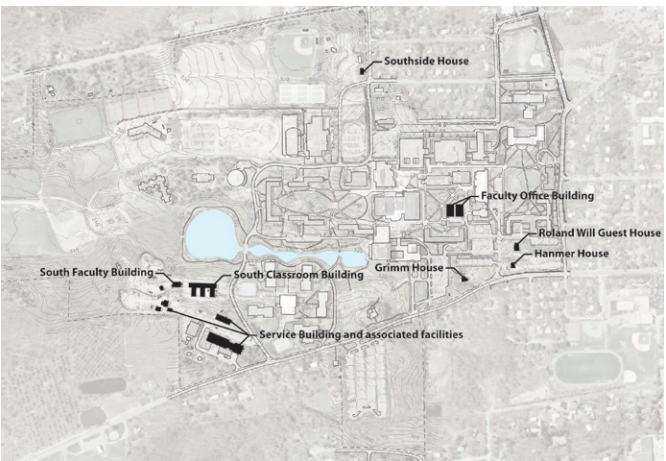 Southside House
Faculty Office Building
Roland Will Guest House
Hanmer House
Grimm House
South Faculty Building
South Classroom Building
Service Building and associated facilities